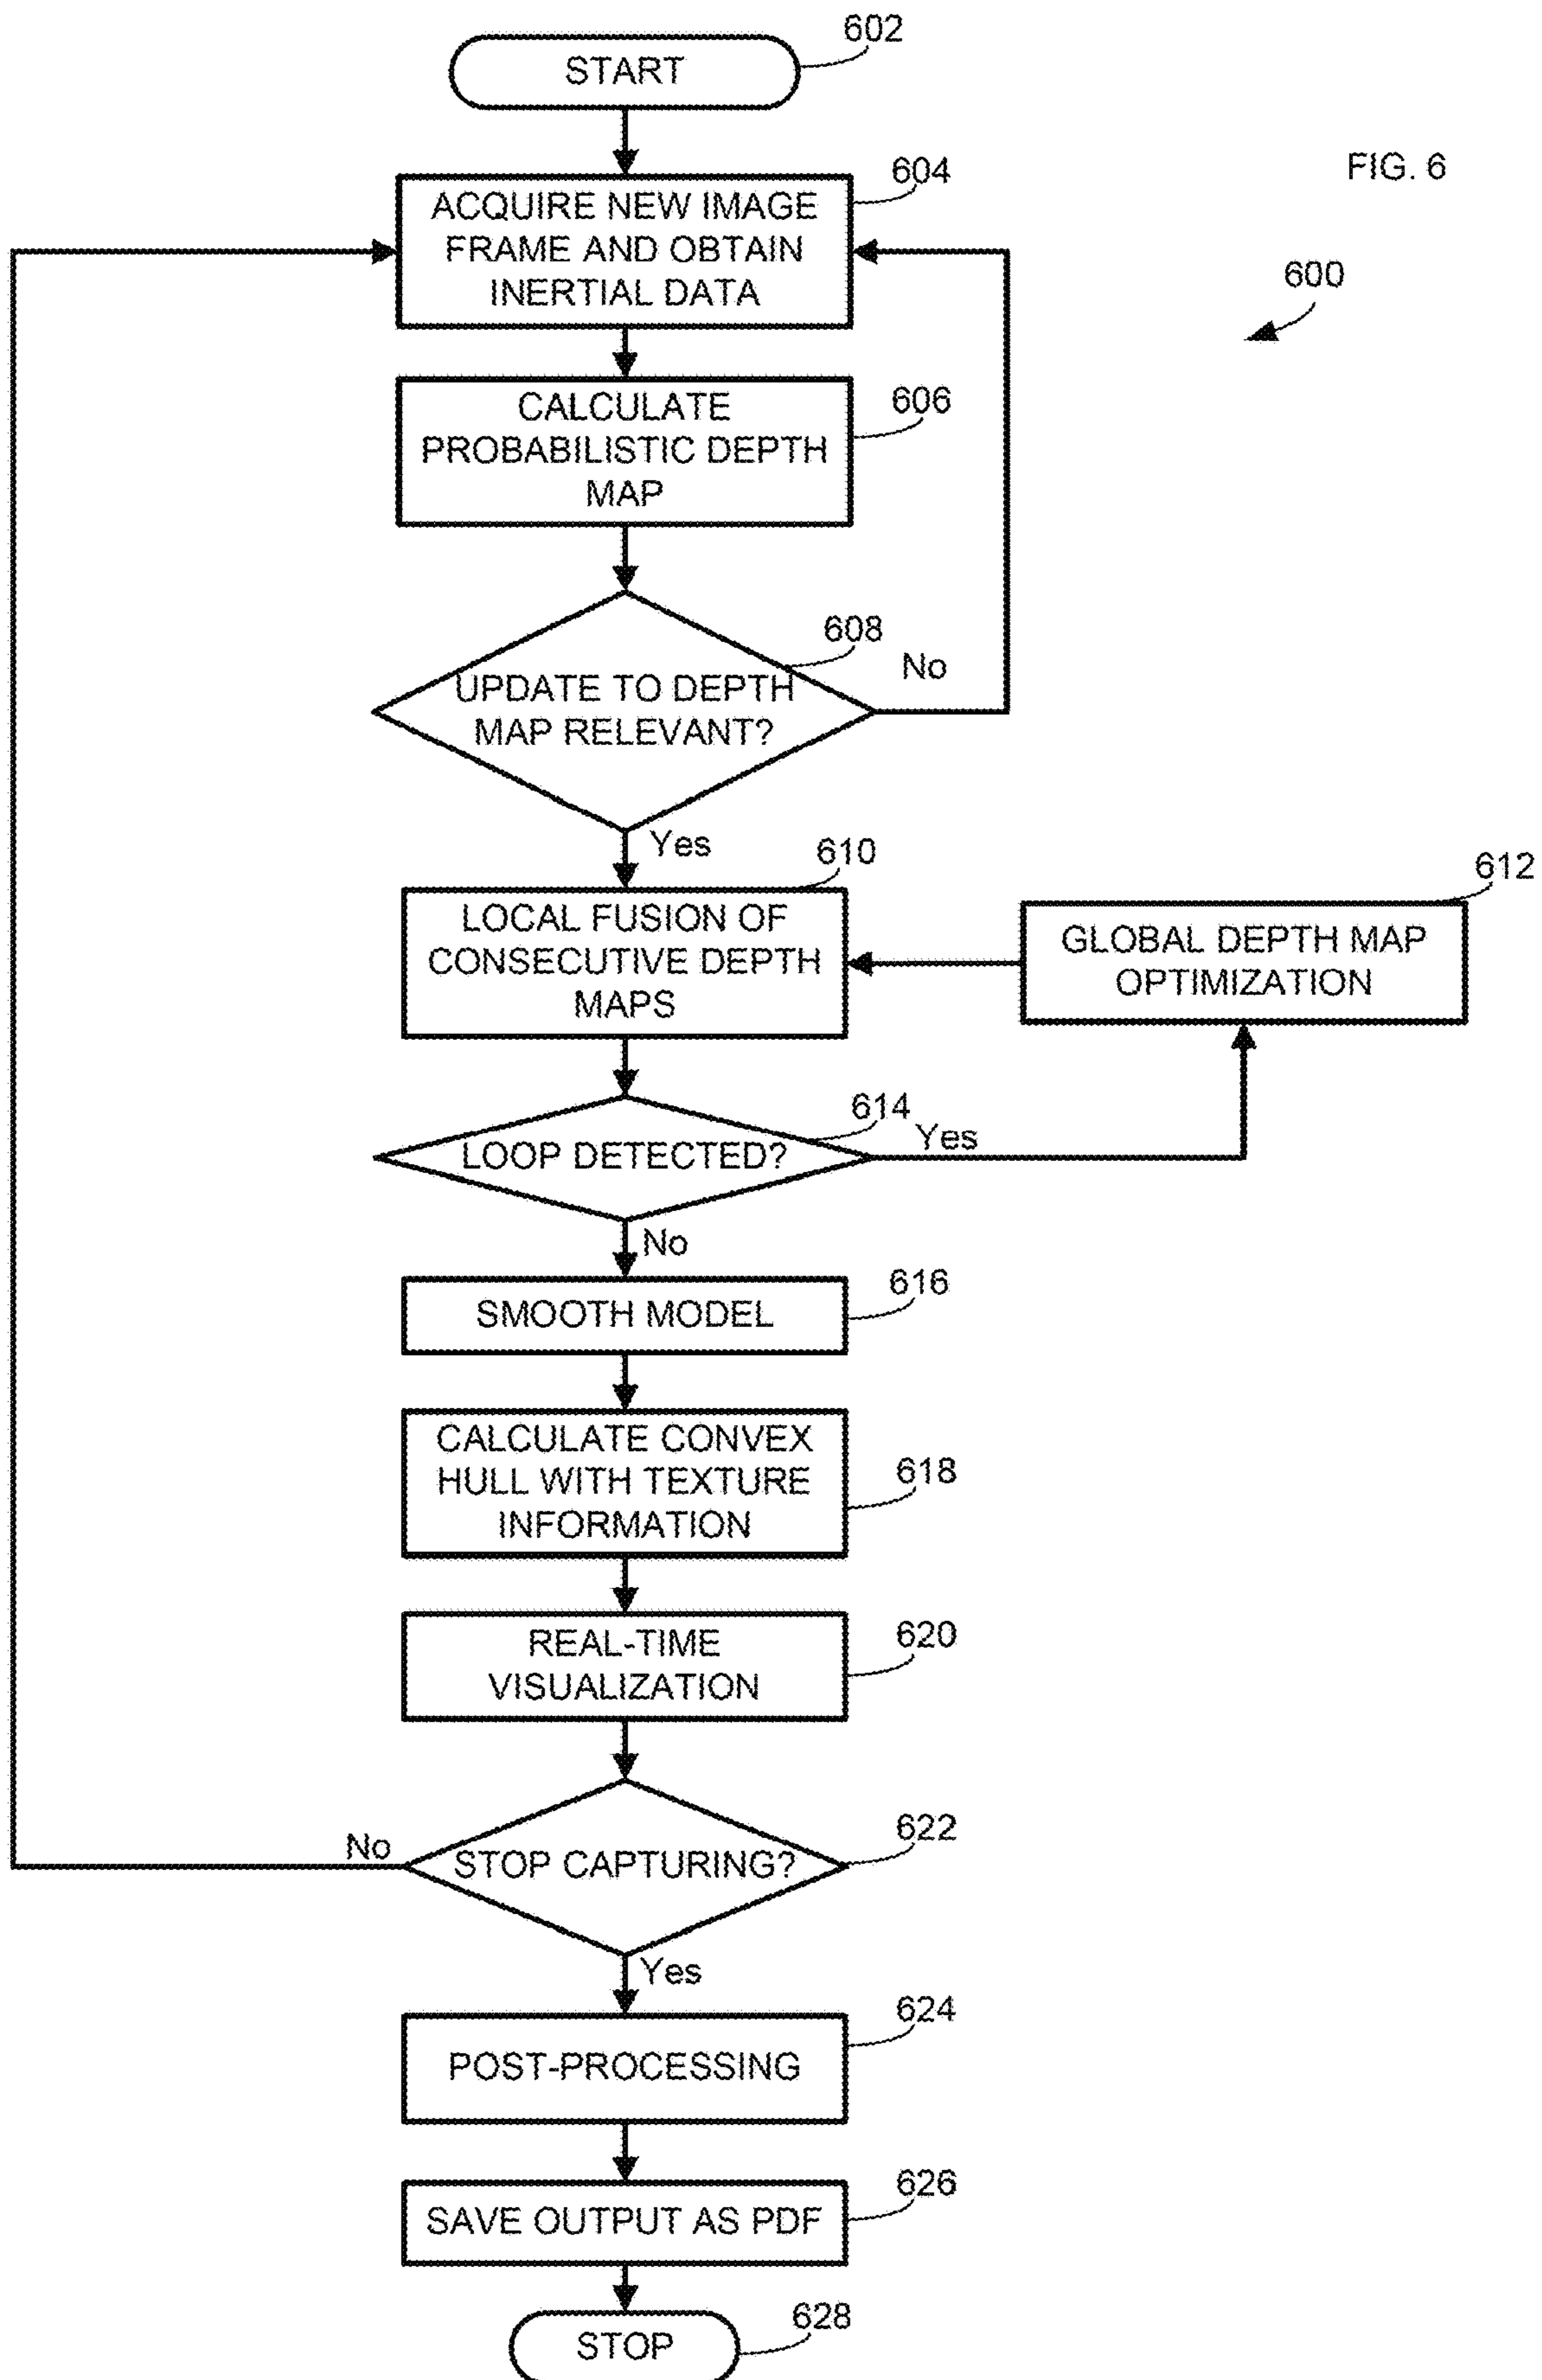 602
START
FIG. 6
604
ACQUIRE NEW IMAGE
FRAME AND OBTAIN
INERTIAL DATA
600
606
CALCULATE
PROBABILISTIC DEPTH
MAP
608
No
UPDATE TO DEPTH
MAP RELEVANT?
Yes
610
612
LOCAL FUSION OF
CONSECUTIVE DEPTH
MAPS
GLOBAL DEPTH MAP
OPTIMIZATION
614
Yes
LOOP DETECTED?
No
616
SMOOTH MODEL
618
CALCULATE CONVEX
HULL WITH TEXTURE
INFORMATION
620
REAL-TIME
VISUALIZATION
622
No
STOP CAPTURING?
Yes
624
POST-PROCESSING
626
SAVE OUTPUT AS PDF
628
STOP